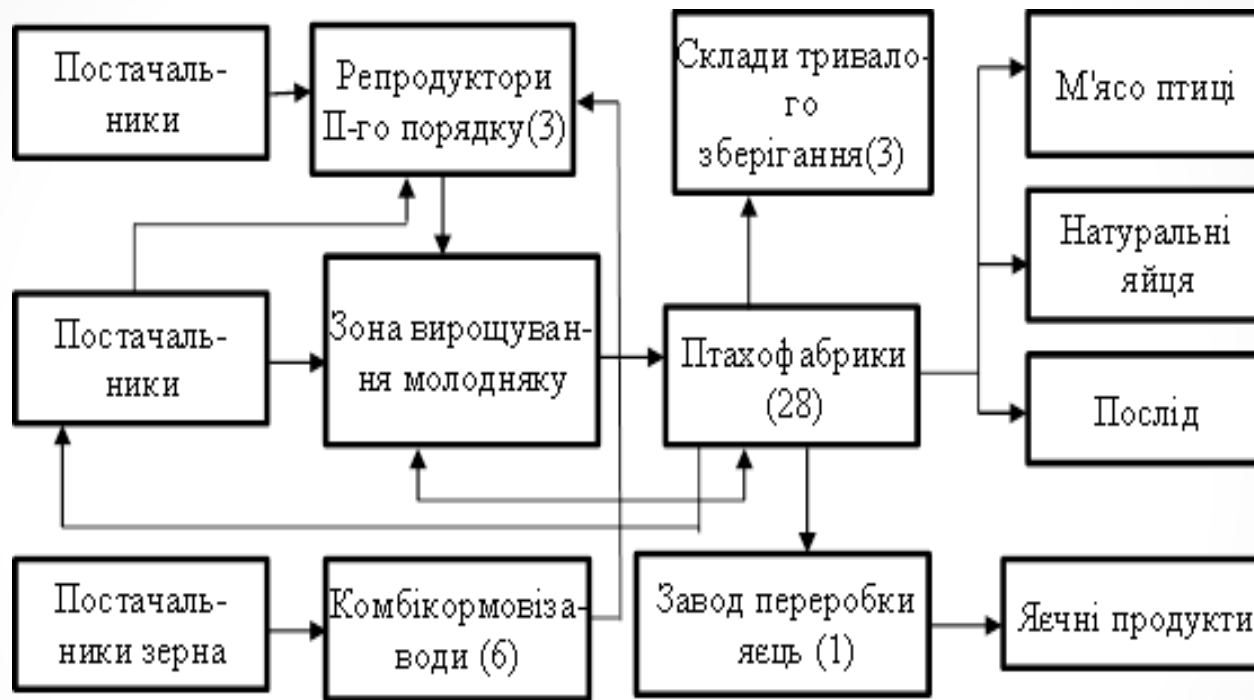 Постачаль-
ники
Репродуктори
ІІ-го порядку(3)
Склади тривало-
го
зберігання(3)
М'ясо птиці
Натуральні
яйця
Постачаль-
ники
Зона вирощуван-
ня молодняку
Птахофабрики
(28)
Послід
Постачаль-
ники зерна
Комбікормовіза-
води (6)
Завод переробки
яєць (1)
Яєчні продукти